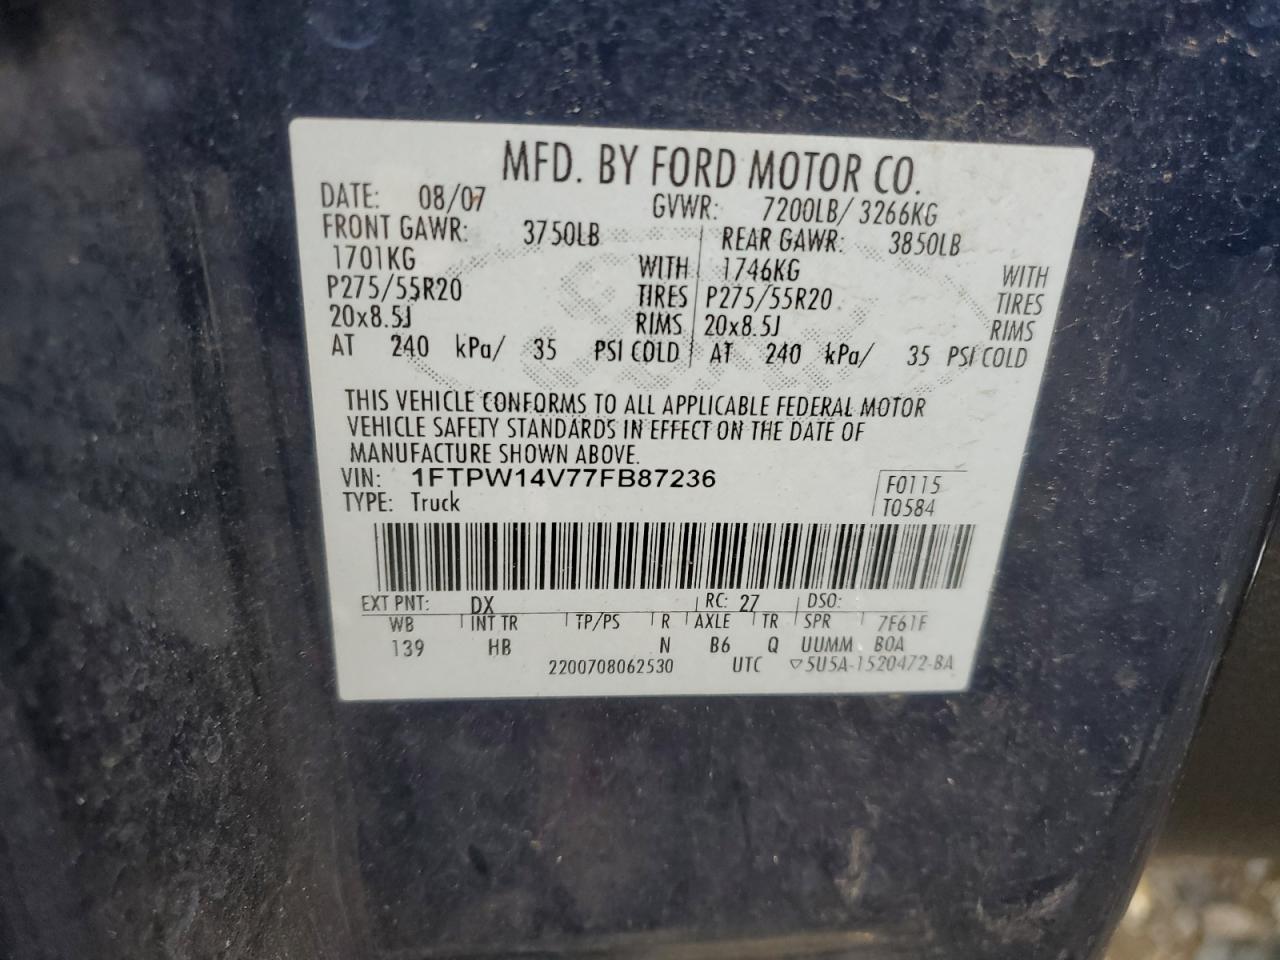 MFD. BY FORD MOTOR CO.
DATE: 08/07 GVWR: 7200LB/ 3266KG
FRONT GAWR: 3750LB REAR GAWR: 3850LB
1701KG WITH 1746KG WITH
P275/55R20 TIRES P275/55R20 TIRES
20x8.5J RIMS 20x8.5J RIMS
AT 240 kPa/ 35 PSI COLD AT 240 kPa/ 35 PSI COLD
THIS VEHICLE CONFORMS TO ALL APPLICABLE FEDERAL MOTOR
VEHICLE SAFETY STANDARDS IN EFFECT ON THE DATE OF
MANUFACTURE SHOWN ABOVE.
VIN: 1FTPW14V77FB87236 F0115
TYPE: Truck T0584
EXT PNT: DX RC: 27 DSO:
WB INT TR TP/PS R AXLE TR SPR 7F61F
139 HB N B6 Q UUMM B0A
2200708062530 UTC ▽5U5A-1520472-BA